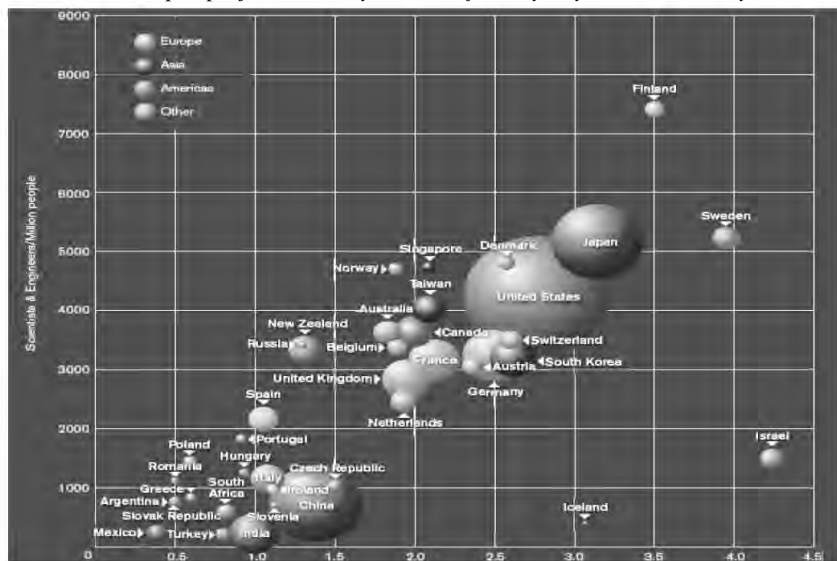 9000
Europe
Asia
Americas
Other
8000
Finland
7000
Scientists & Engineers/Million people
6000
Sweden
Singapore
Denmark
Japan
5000
Norway
Taiwan
United States
4000
Australia
New Zealand
Canada
Switzerland
Russia
Belgium
France
South Korea
3000
Austria
United Kingdom
Germany
Spain
Netherlands
2000
Portugal
Israel
Poland
Hungary
Czech Republic
Romania
South
Africa
Italy
Ireland
Greece
1000
Argentina
China
Iceland
Slovak Republic
Slovenia
Mexico
Turkey
India
0
0 0.5 1.0 1.5 2.0 2.5 3.0 3.5 4.0 4.5